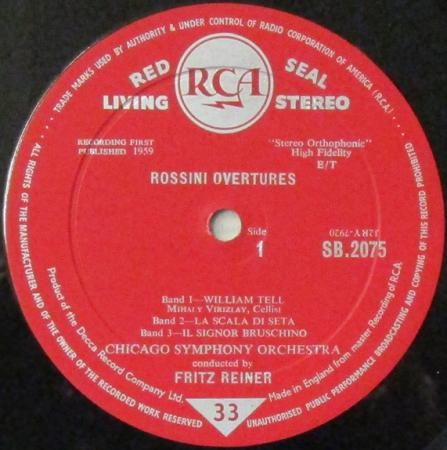 ... TRADE MARKS USED BY AUTHORITY & UNDER CONTROL OF RADIO CORPORATION OF AMERICA (R.C.A.) ...
RCA
RED SEAL
LIVING STEREO
RECORDING FIRST
PUBLISHED 1959
"Stereo Orthophonic"
High Fidelity
E/T
ROSSINI OVERTURES
Side
1
J2RY-7920
SB.2075
Band 1—WILLIAM TELL
MIHALY VIRIZLAY, Cellist
Band 2—LA SCALA DI SETA
Band 3—IL SIGNOR BRUSCHINO
CHICAGO SYMPHONY ORCHESTRA
conducted by
FRITZ REINER
Product of the Decca Record Company Ltd.
Made in England from master Recording of R.C.A.
33
ALL RIGHTS OF THE MANUFACTURER AND OF THE OWNER OF THE RECORDED WORK RESERVED
UNAUTHORISED PUBLIC PERFORMANCE BROADCASTING AND COPYING OF THIS RECORD PROHIBITED